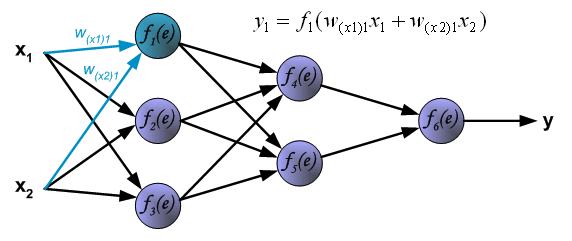 w(x1)1
f1(e)
y1 = f1(w(x1)1x1 + w(x2)1x2)
x1
w(x2)1
f4(e)
f2(e)
f6(e)
y
f5(e)
x2
f3(e)